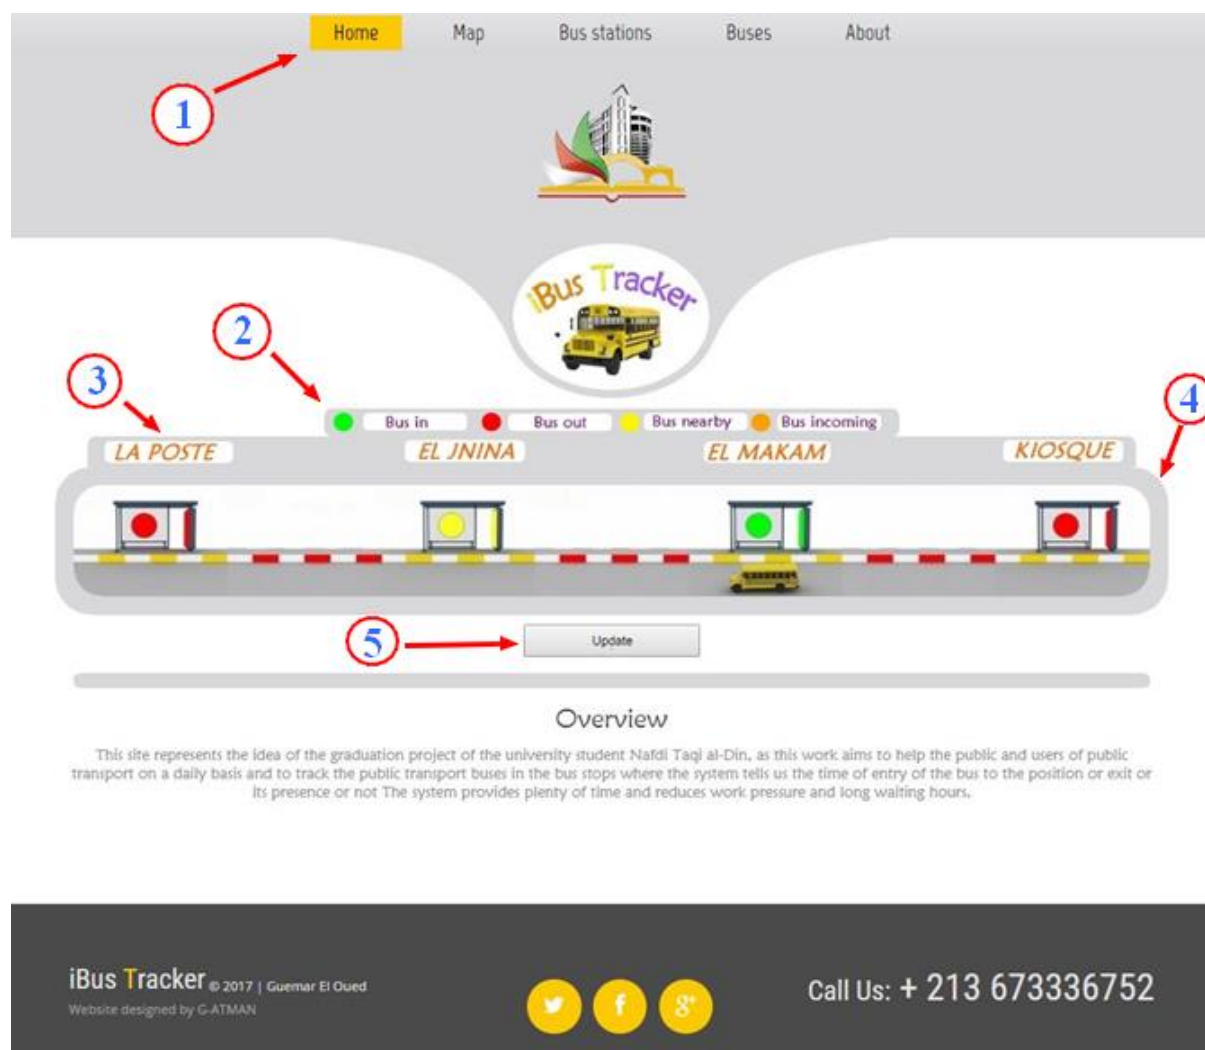 Home Map Bus stations Buses About
1
iBus Tracker
2
3
4
Bus in Bus out Bus nearby Bus incoming
LA POSTE EL JNINA EL MAKAM KIOSQUE
5
Update
Overview
This site represents the idea of the graduation project of the university student Nafdi Taqi al-Din, as this work aims to help the public and users of public
transport on a daily basis and to track the public transport buses in the bus stops where the system tells us the time of entry of the bus to the position or exit or
its presence or not The system provides plenty of time and reduces work pressure and long waiting hours.
iBus Tracker © 2017 | Guemar El Oued
Website designed by G-ATMAN
f
g+
Call Us: + 213 673336752